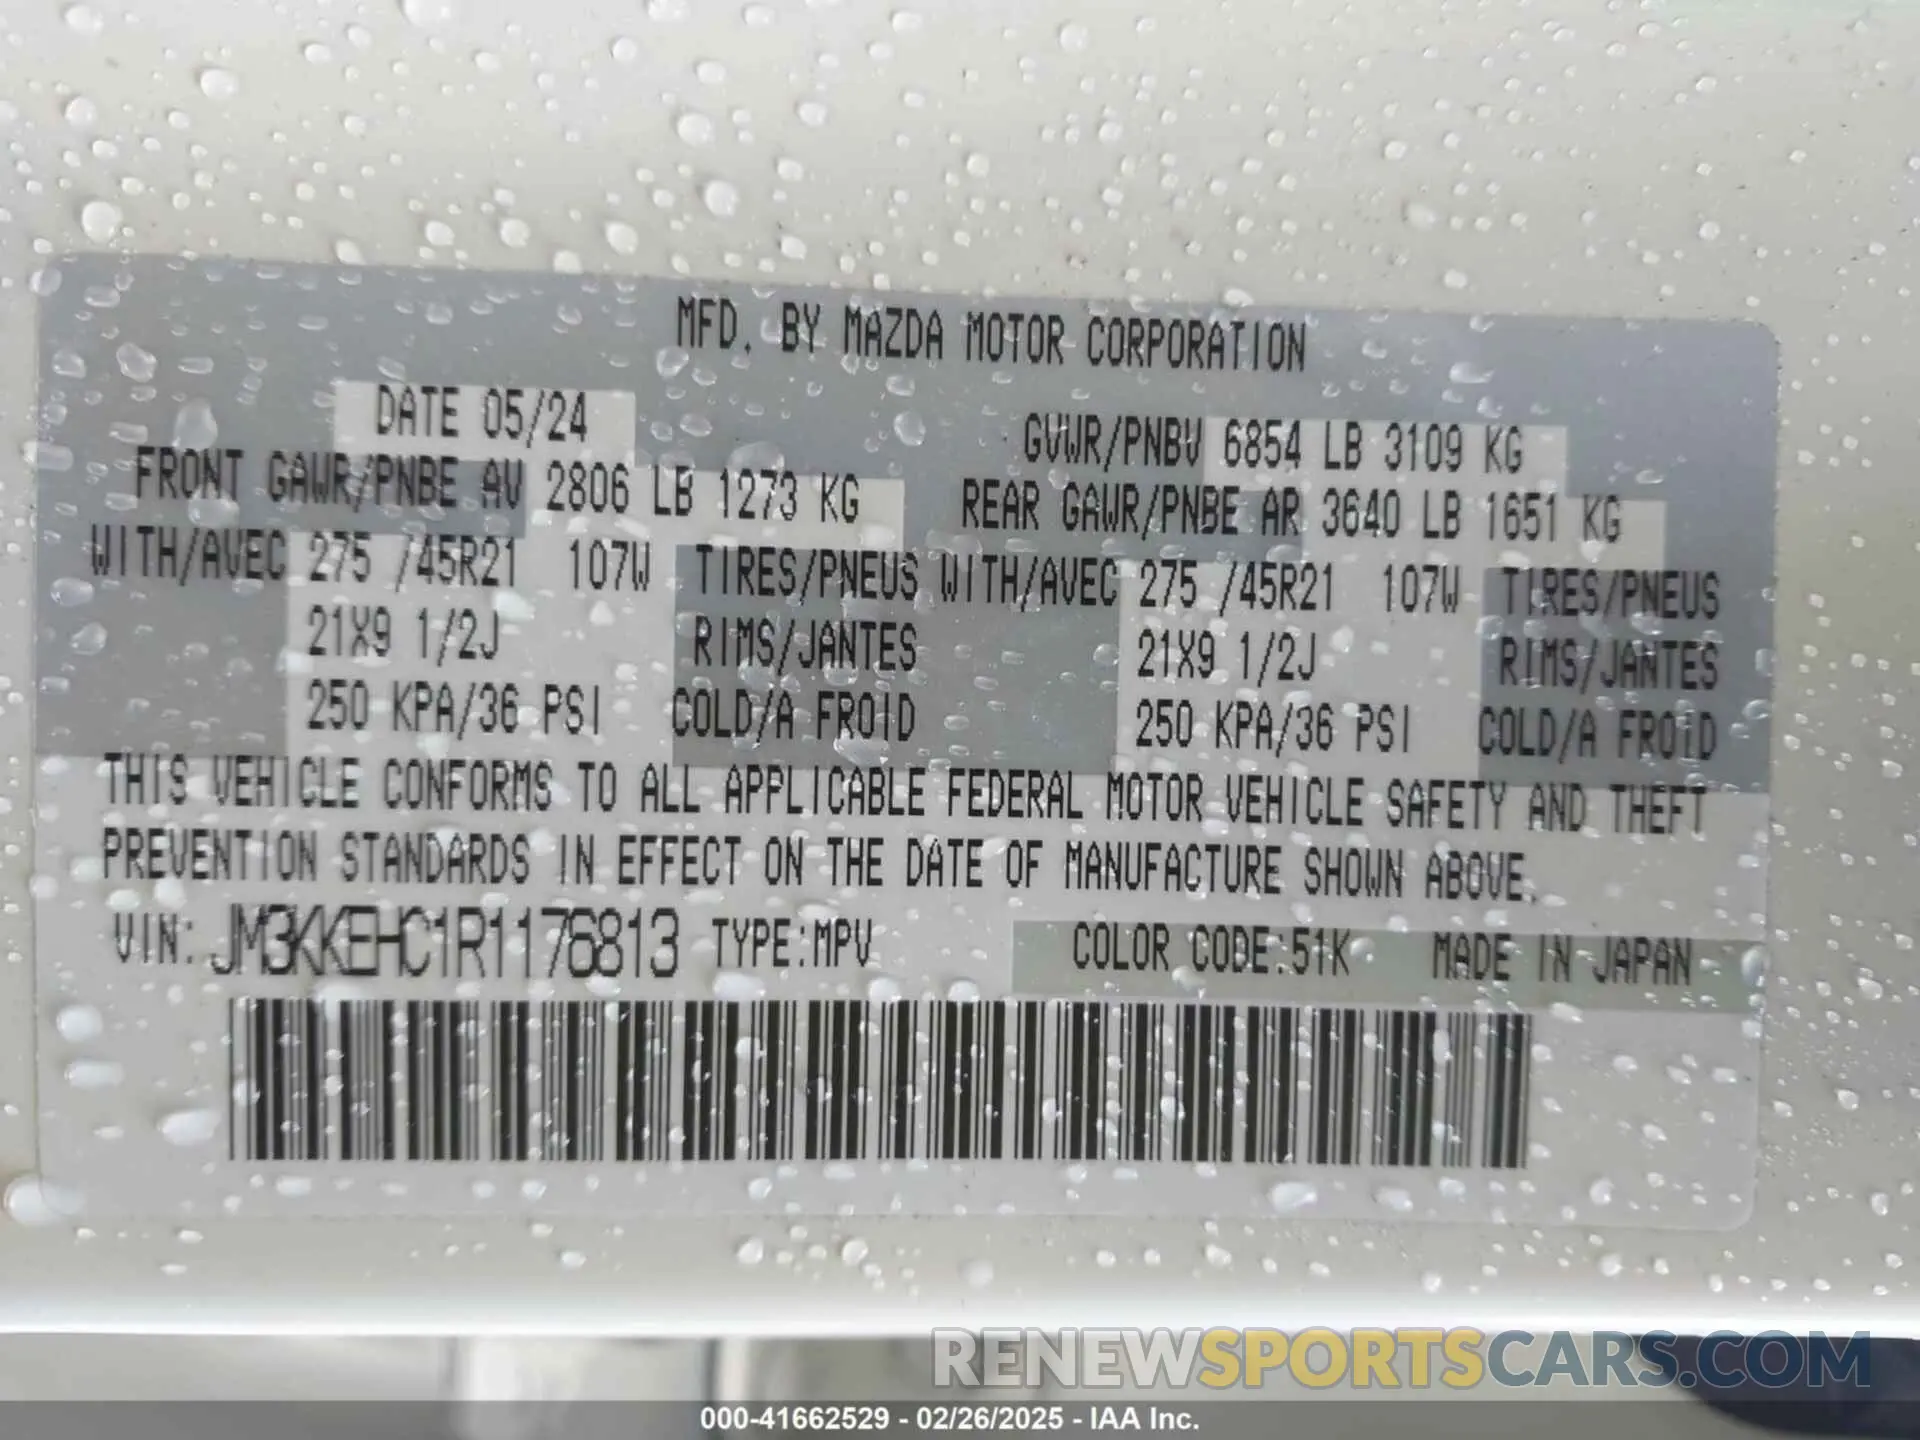 MFD. BY MAZDA MOTOR CORPORATION
DATE 05/24 GVWR/PNBV 6854 LB 3109 KG
FRONT GAWR/PNBE AV 2806 LB 1273 KG REAR GAWR/PNBE AR 3640 LB 1651 KG
WITH/AVEC 275 /45R21 107W TIRES/PNEUS WITH/AVEC 275 /45R21 107W TIRES/PNEUS
21X9 1/2J RIMS/JANTES 21X9 1/2J RIMS/JANTES
250 KPA/36 PSI COLD/A FROID 250 KPA/36 PSI COLD/A FROID
THIS VEHICLE CONFORMS TO ALL APPLICABLE FEDERAL MOTOR VEHICLE SAFETY AND THEFT
PREVENTION STANDARDS IN EFFECT ON THE DATE OF MANUFACTURE SHOWN ABOVE.
VIN: JM3KKEHC1R1176813 TYPE:MPV COLOR CODE:51K MADE IN JAPAN
RENEWSPORTSCARS.COM
000-41662529 - 02/26/2025 - IAA Inc.